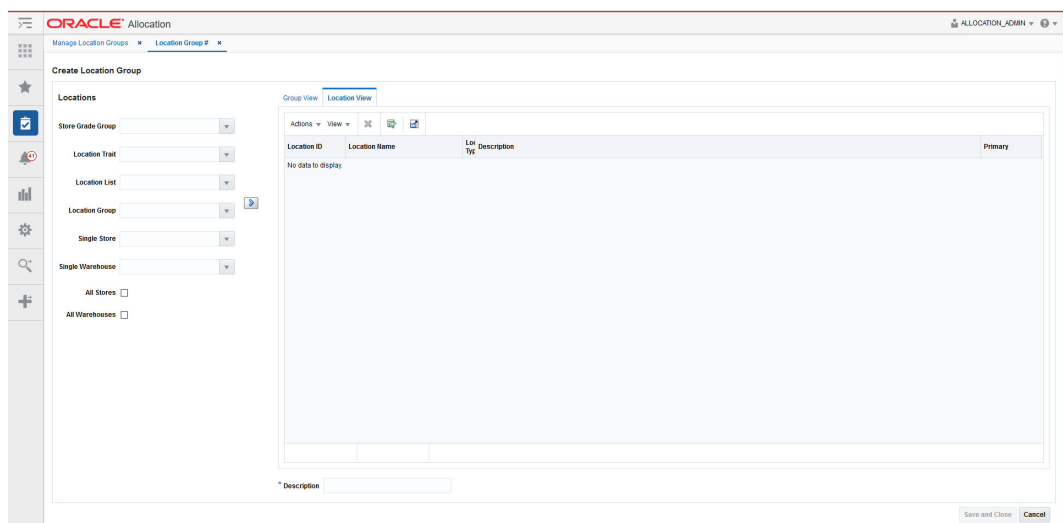 ORACLE Allocation
ALLOCATION_ADMIN
Manage Location Groups × Location Group # ×
Create Location Group
Locations
Group View Location View
Actions View
Location ID Location Name Loc Typ Description Primary
No data to display.
Store Grade Group
Location Trait
41
Location List
Location Group
Single Store
Single Warehouse
All Stores
All Warehouses
* Description
Save and Close Cancel